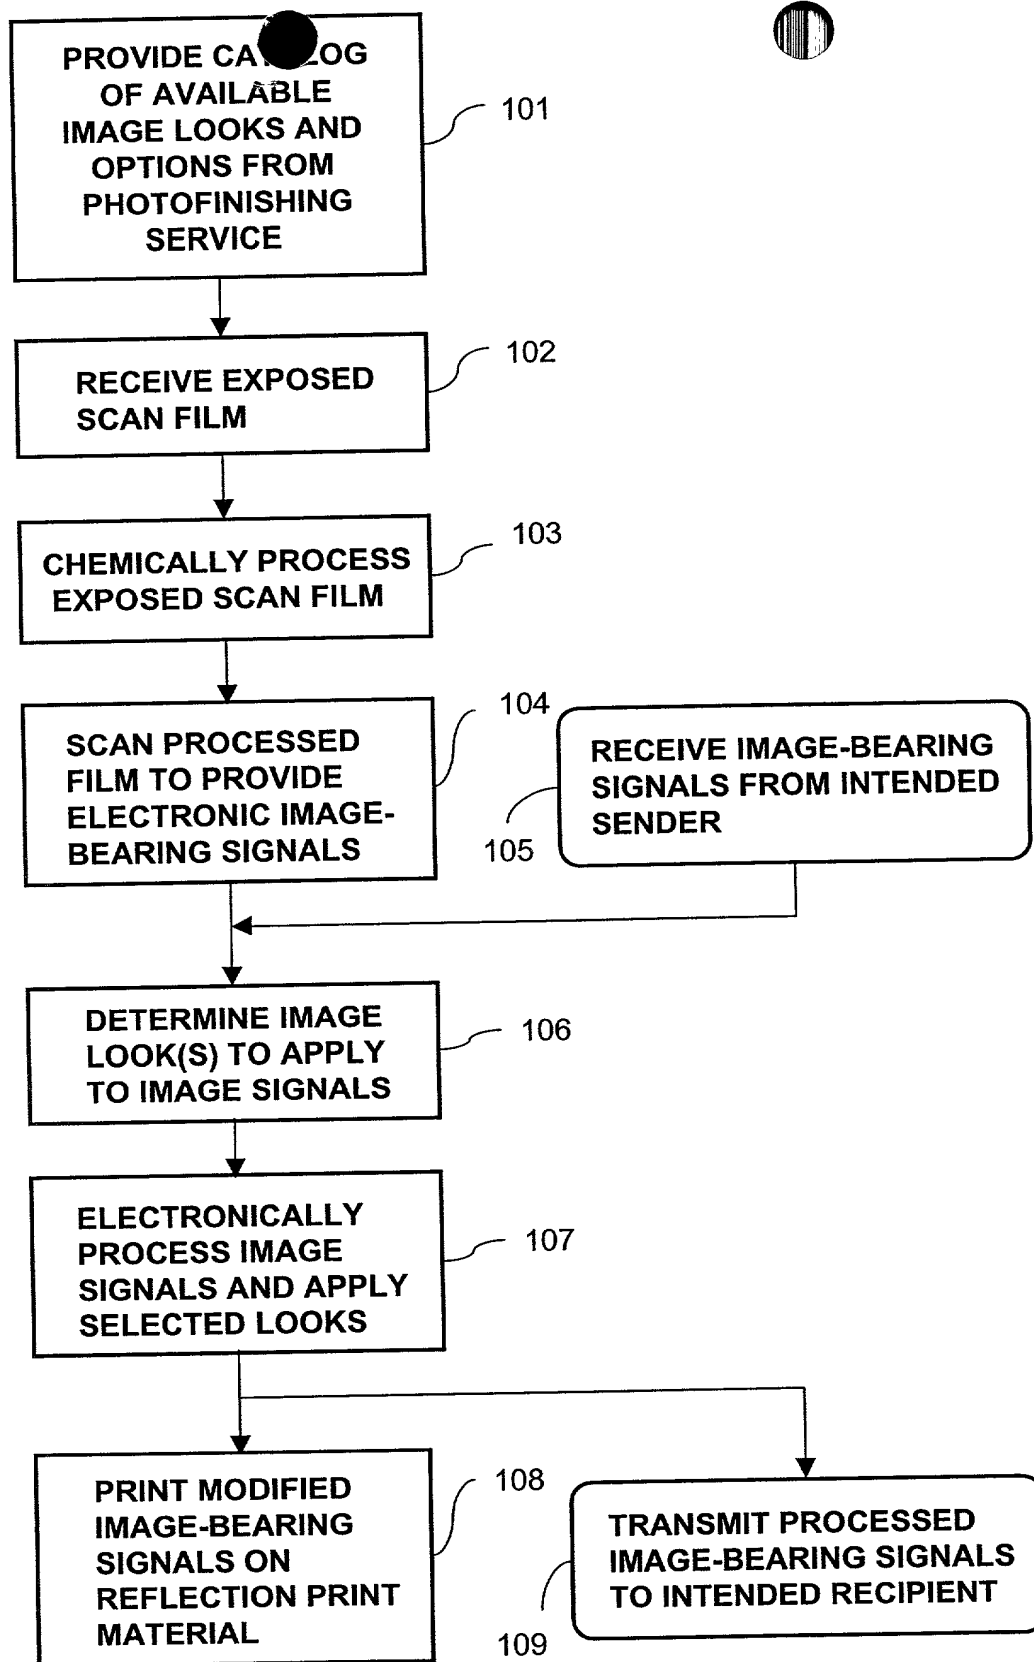 PROVIDE CATALOG
OF AVAILABLE
IMAGE LOOKS AND
OPTIONS FROM
PHOTOFINISHING
SERVICE
101
RECEIVE EXPOSED
SCAN FILM
102
CHEMICALLY PROCESS
EXPOSED SCAN FILM
103
SCAN PROCESSED
FILM TO PROVIDE
ELECTRONIC IMAGE-
BEARING SIGNALS
104
RECEIVE IMAGE-BEARING
SIGNALS FROM INTENDED
SENDER
105
DETERMINE IMAGE
LOOK(S) TO APPLY
TO IMAGE SIGNALS
106
ELECTRONICALLY
PROCESS IMAGE
SIGNALS AND APPLY
SELECTED LOOKS
107
PRINT MODIFIED
IMAGE-BEARING
SIGNALS ON
REFLECTION PRINT
MATERIAL
108
TRANSMIT PROCESSED
IMAGE-BEARING SIGNALS
TO INTENDED RECIPIENT
109